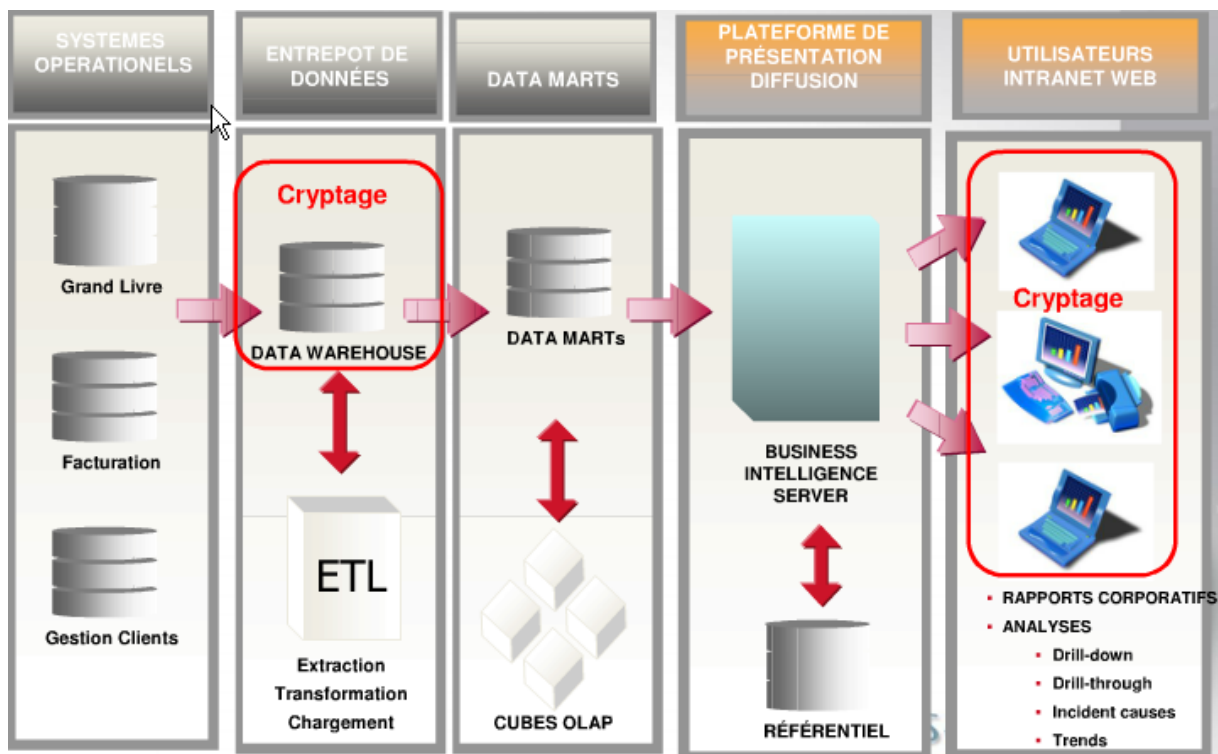 SYSTEMES
OPERATIONELS
ENTREPOT DE
DONNÉES
DATA MARTS
PLATEFORME DE
PRÉSENTATION
DIFFUSION
UTILISATEURS
INTRANET WEB
Grand Livre
Facturation
Gestion Clients
Cryptage
DATA WAREHOUSE
ETL
Extraction
Transformation
Chargement
DATA MARTs
CUBES OLAP
BUSINESS
INTELLIGENCE
SERVER
RÉFÉRENTIEL
Cryptage
• RAPPORTS CORPORATIFS
• ANALYSES
• Drill-down
• Drill-through
• Incident causes
• Trends